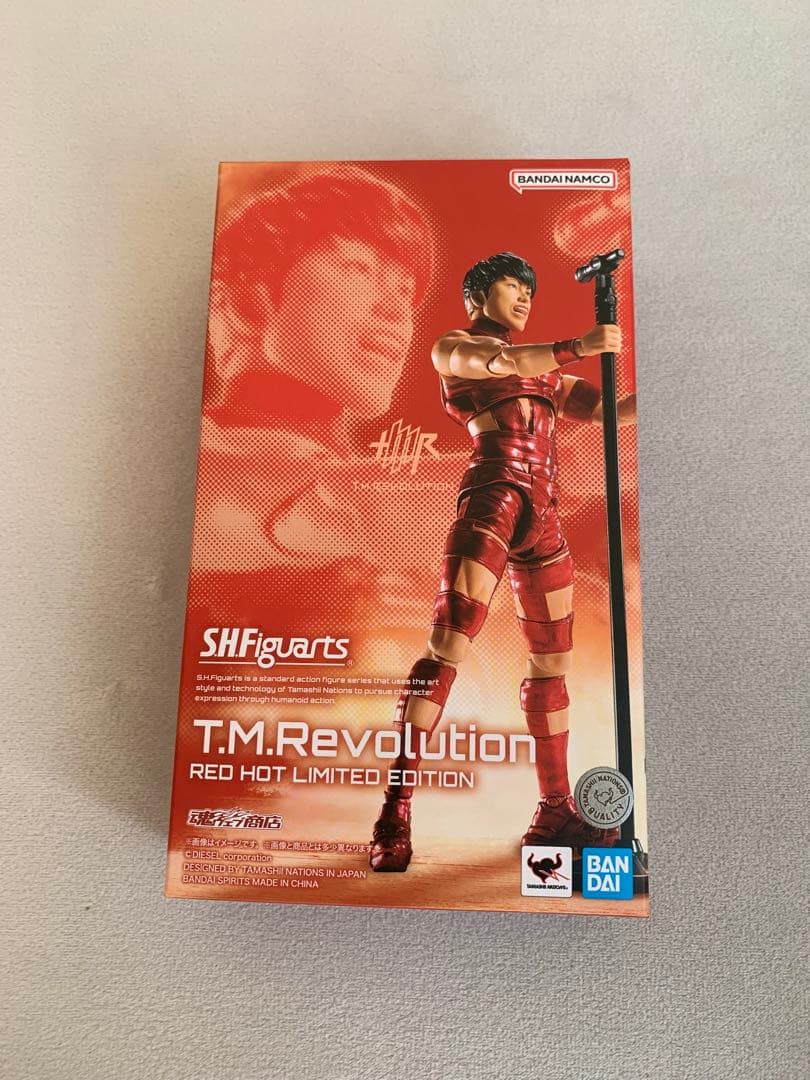 BANDAI NAMCO
T.M.REVOLUTION
S.H.Figuarts
S.H.Figuarts is a standard action figure series that uses the art
style and technology of Tamashii Nations to pursue character
expression through humanoid action.
T.M.Revolution
RED HOT LIMITED EDITION
魂ウェブ商店
※画像はイメージです。 ※画像と商品とは多少異なります。
©DIESEL corporation
DESIGNED BY TAMASHII NATIONS IN JAPAN
BANDAI SPIRITS MADE IN CHINA
TAMASHII NATIONS
QUALITY
TAMASHII NATIONS
BAN
DAI